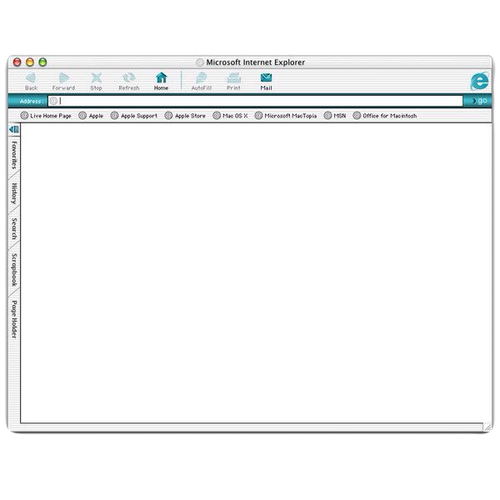 Microsoft Internet Explorer
Back Forward Stop Refresh Home AutoFill Print Mail
Address go
Live Home Page Apple Apple Support Apple Store Mac OS X Microsoft MacTopia MSN Office for Macintosh
Favorites
History
Search
Scrapbook
Page Holder